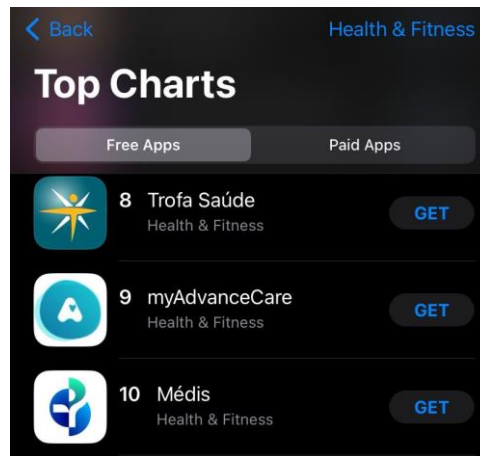 Back
Health & Fitness
Top Charts
Free Apps
Paid Apps
8 Trofa Saúde
Health & Fitness
GET
9 myAdvanceCare
Health & Fitness
GET
10 Médis
Health & Fitness
GET